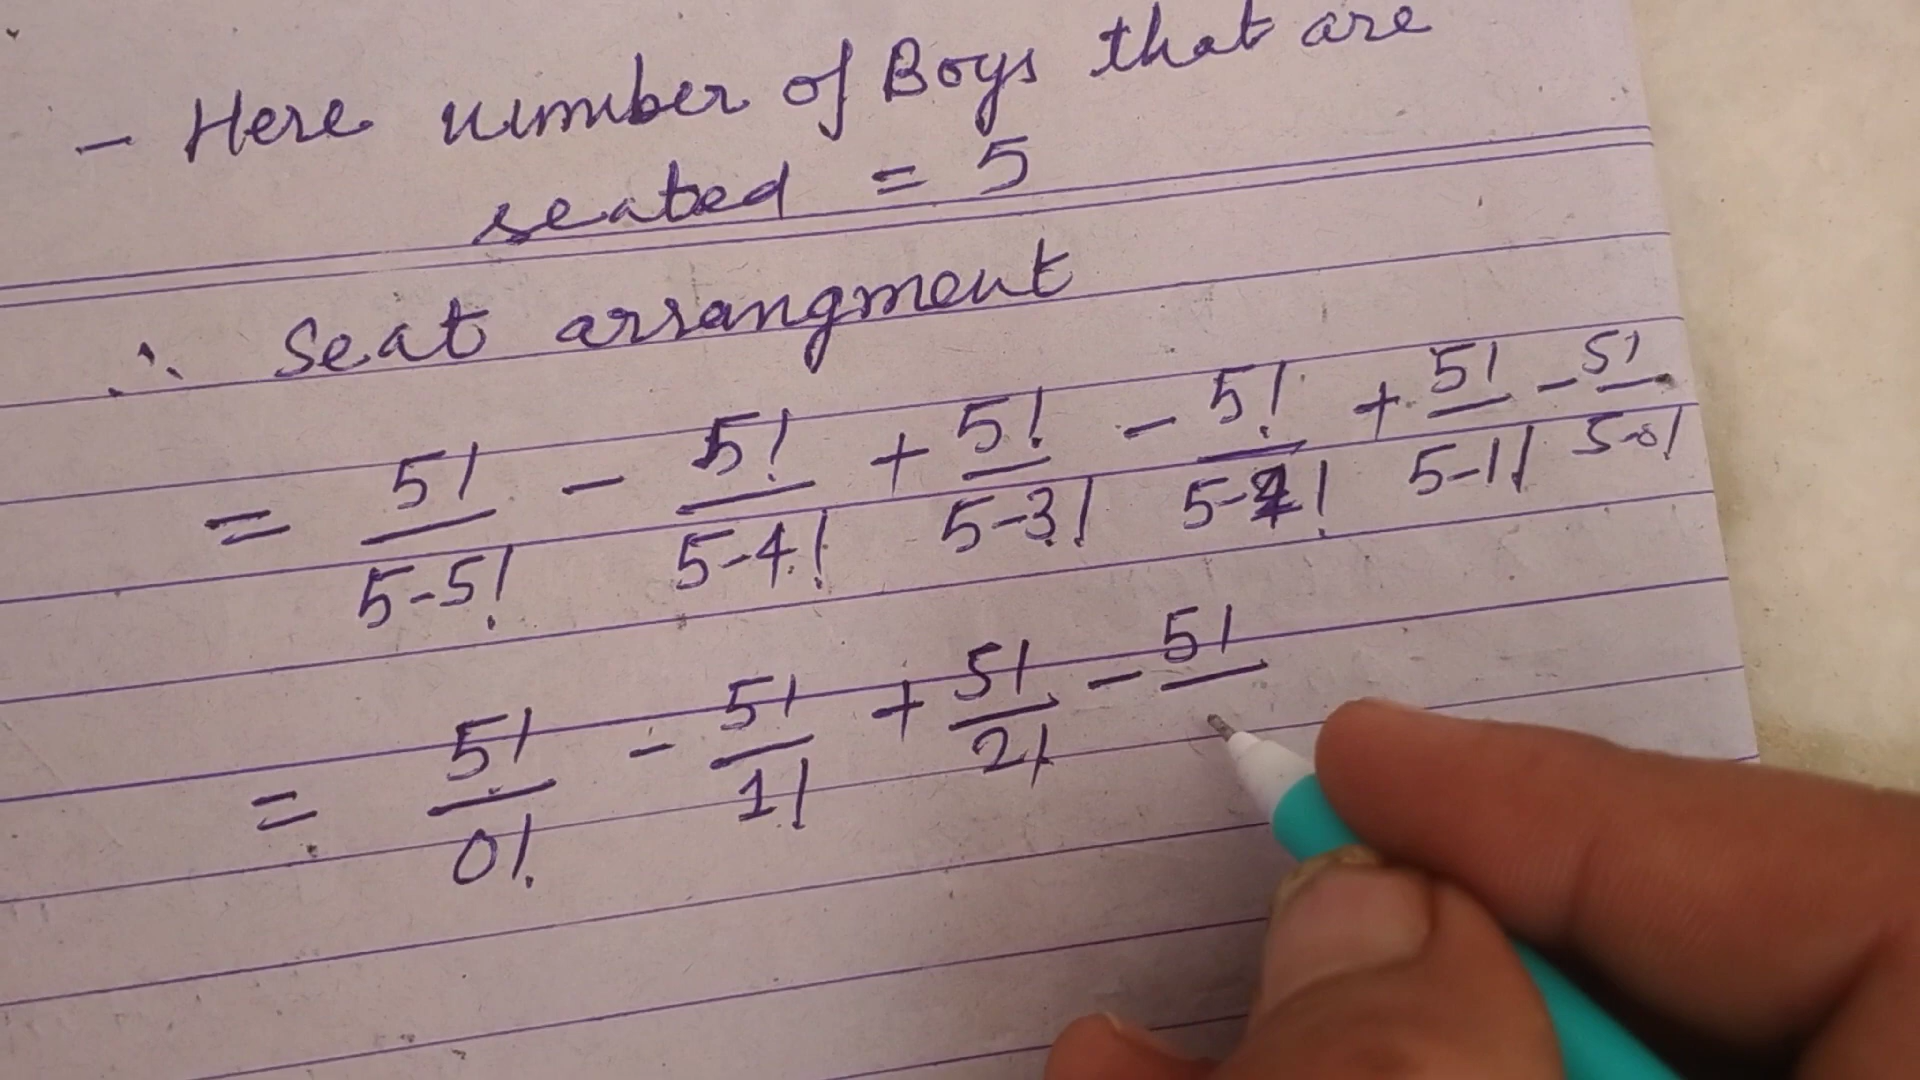 - Here number of Boys that are
seated = 5
∴ Seat arrangment
= 5!/5-5! - 5!/5-4! + 5!/5-3! - 5!/5-2! + 5!/5-1! - 5!/5-0!
= 5!/0! - 5!/1! + 5!/2! - 5!/